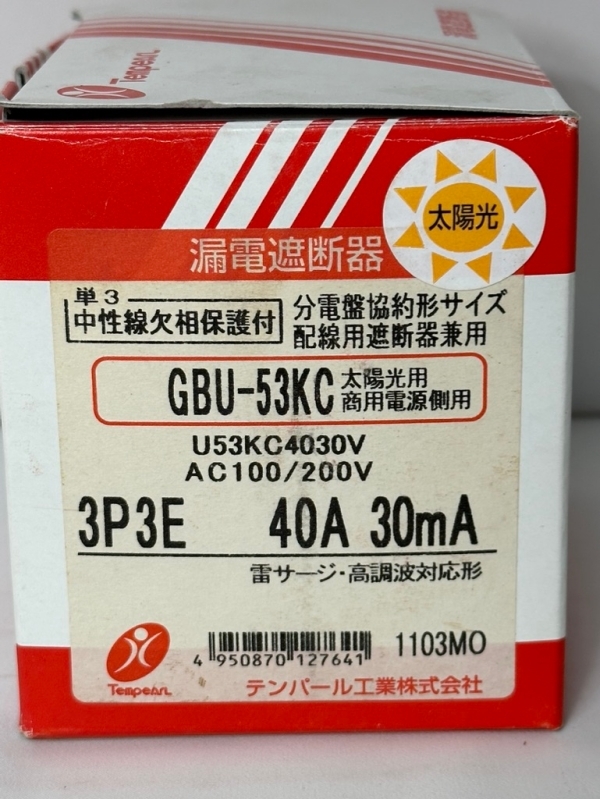 Tempearl
太陽光
漏電遮断器
単3
中性線欠相保護付
分電盤協約形サイズ
配線用遮断器兼用
GBU-53KC
太陽光用
商用電源側用
U53KC4030V
AC100/200V
3P3E 40A 30mA
雷サージ・高調波対応形
4 950870 127641
1103MO
Tempearl
テンパール工業株式会社